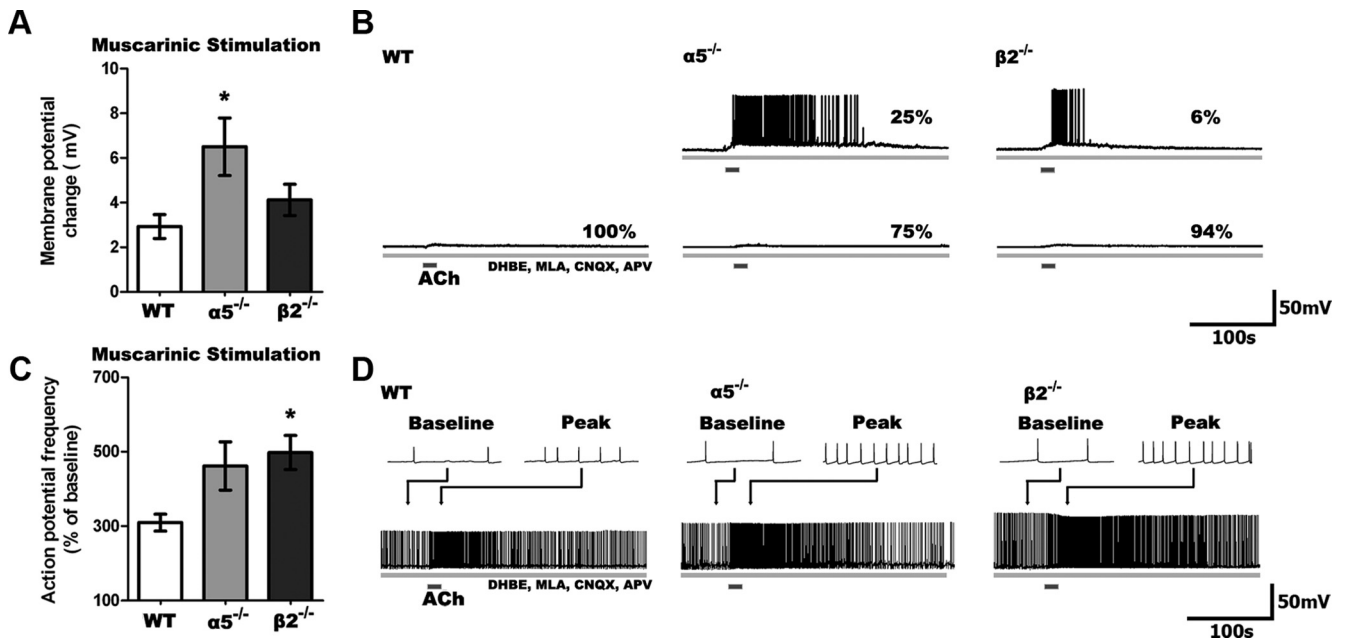 A
Muscarinic Stimulation
Membrane potential
change ( mV)
10
8
6
4
2
0
*
WT
α5-/-
β2-/-
B
WT
α5-/-
β2-/-
25%
6%
100%
75%
94%
ACh
DHBE, MLA, CNQX, APV
50mV
100s
C
Muscarinic Stimulation
Action potential frequency
(% of baseline)
700
500
300
100
*
WT
α5-/-
β2-/-
D
WT
α5-/-
β2-/-
Baseline
Peak
Baseline
Peak
Baseline
Peak
ACh
DHBE, MLA, CNQX, APV
50mV
100s